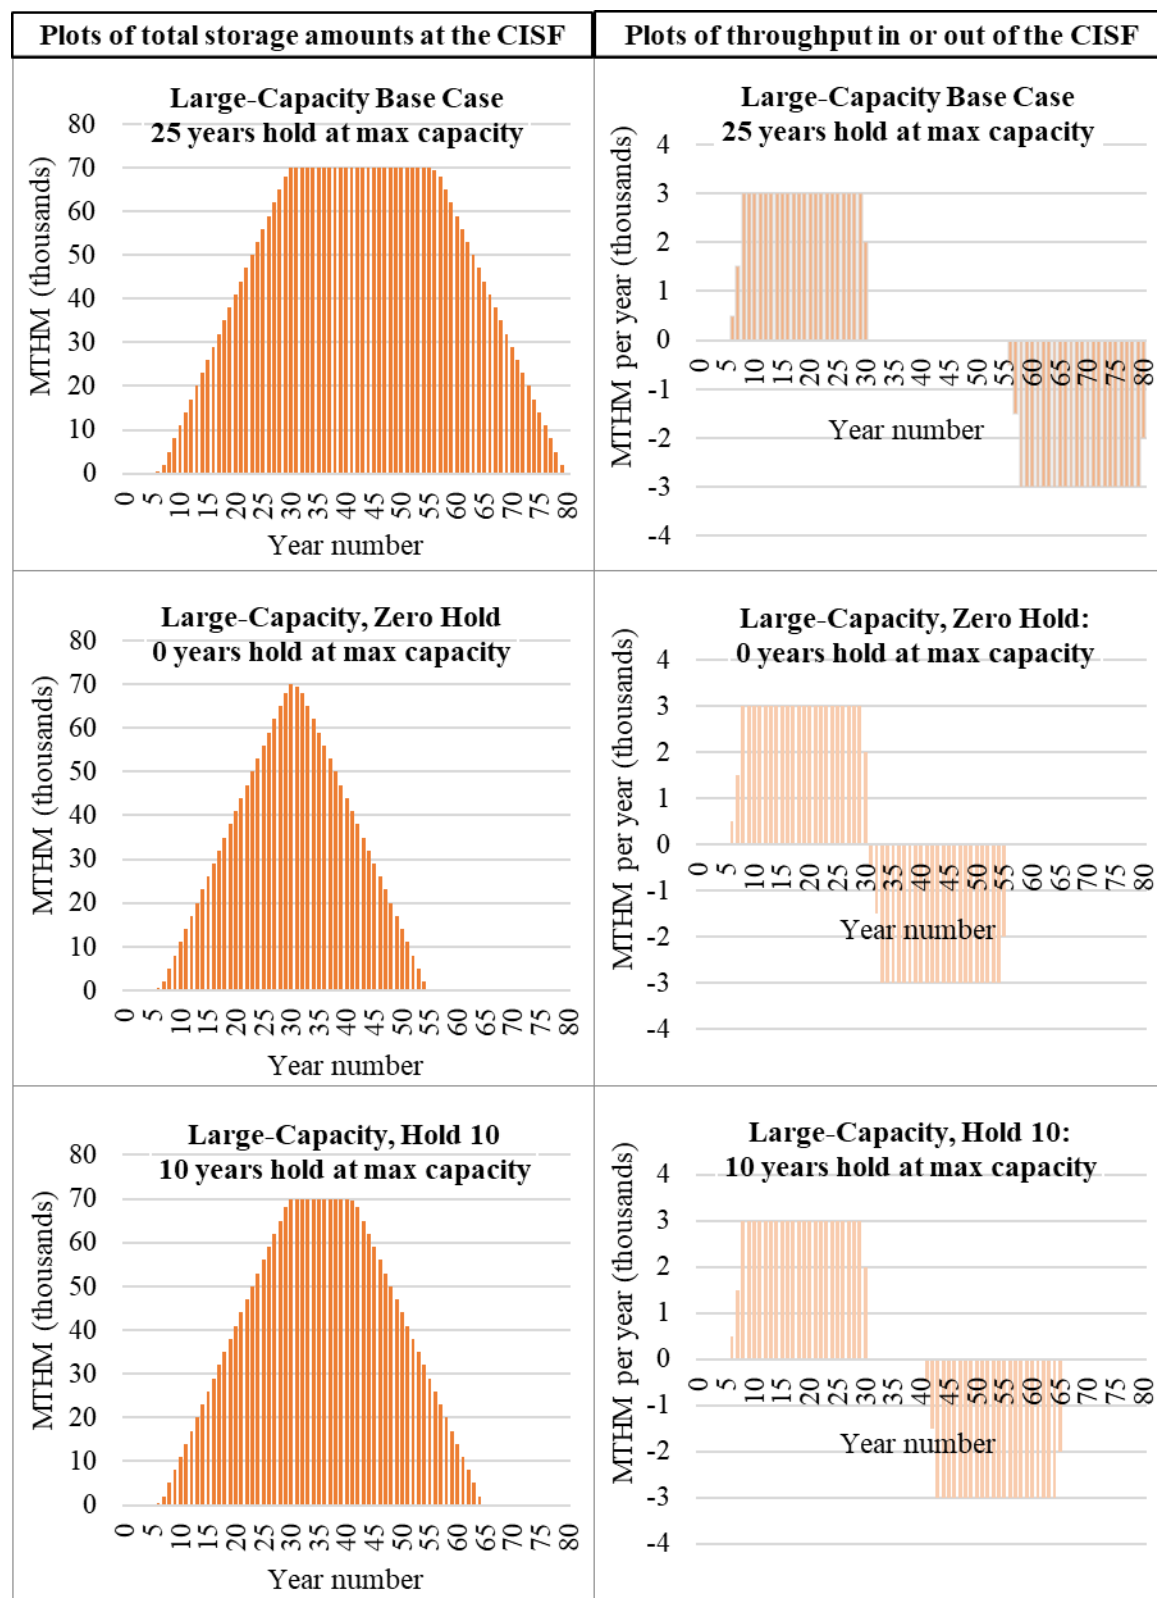 Plots of total storage amounts at the CISF
Plots of throughput in or out of the CISF
Large-Capacity Base Case
25 years hold at max capacity
MTHM (thousands)
80
70
60
50
40
30
20
10
0
0 5 10 15 20 25 30 35 40 45 50 55 60 65 70 75 80
Year number
Large-Capacity Base Case
25 years hold at max capacity
MTHM per year (thousands)
4
3
2
1
0
-1
-2
-3
-4
0 5 10 15 20 25 30 35 40 45 50 55 60 65 70 75 80
Year number
Large-Capacity, Zero Hold
0 years hold at max capacity
MTHM (thousands)
80
70
60
50
40
30
20
10
0
0 5 10 15 20 25 30 35 40 45 50 55 60 65 70 75 80
Year number
Large-Capacity, Zero Hold:
0 years hold at max capacity
MTHM per year (thousands)
4
3
2
1
0
-1
-2
-3
-4
0 5 10 15 20 25 30 35 40 45 50 55 60 65 70 75 80
Year number
Large-Capacity, Hold 10
10 years hold at max capacity
MTHM (thousands)
80
70
60
50
40
30
20
10
0
0 5 10 15 20 25 30 35 40 45 50 55 60 65 70 75 80
Year number
Large-Capacity, Hold 10:
10 years hold at max capacity
MTHM per year (thousands)
4
3
2
1
0
-1
-2
-3
-4
0 5 10 15 20 25 30 35 40 45 50 55 60 65 70 75 80
Year number